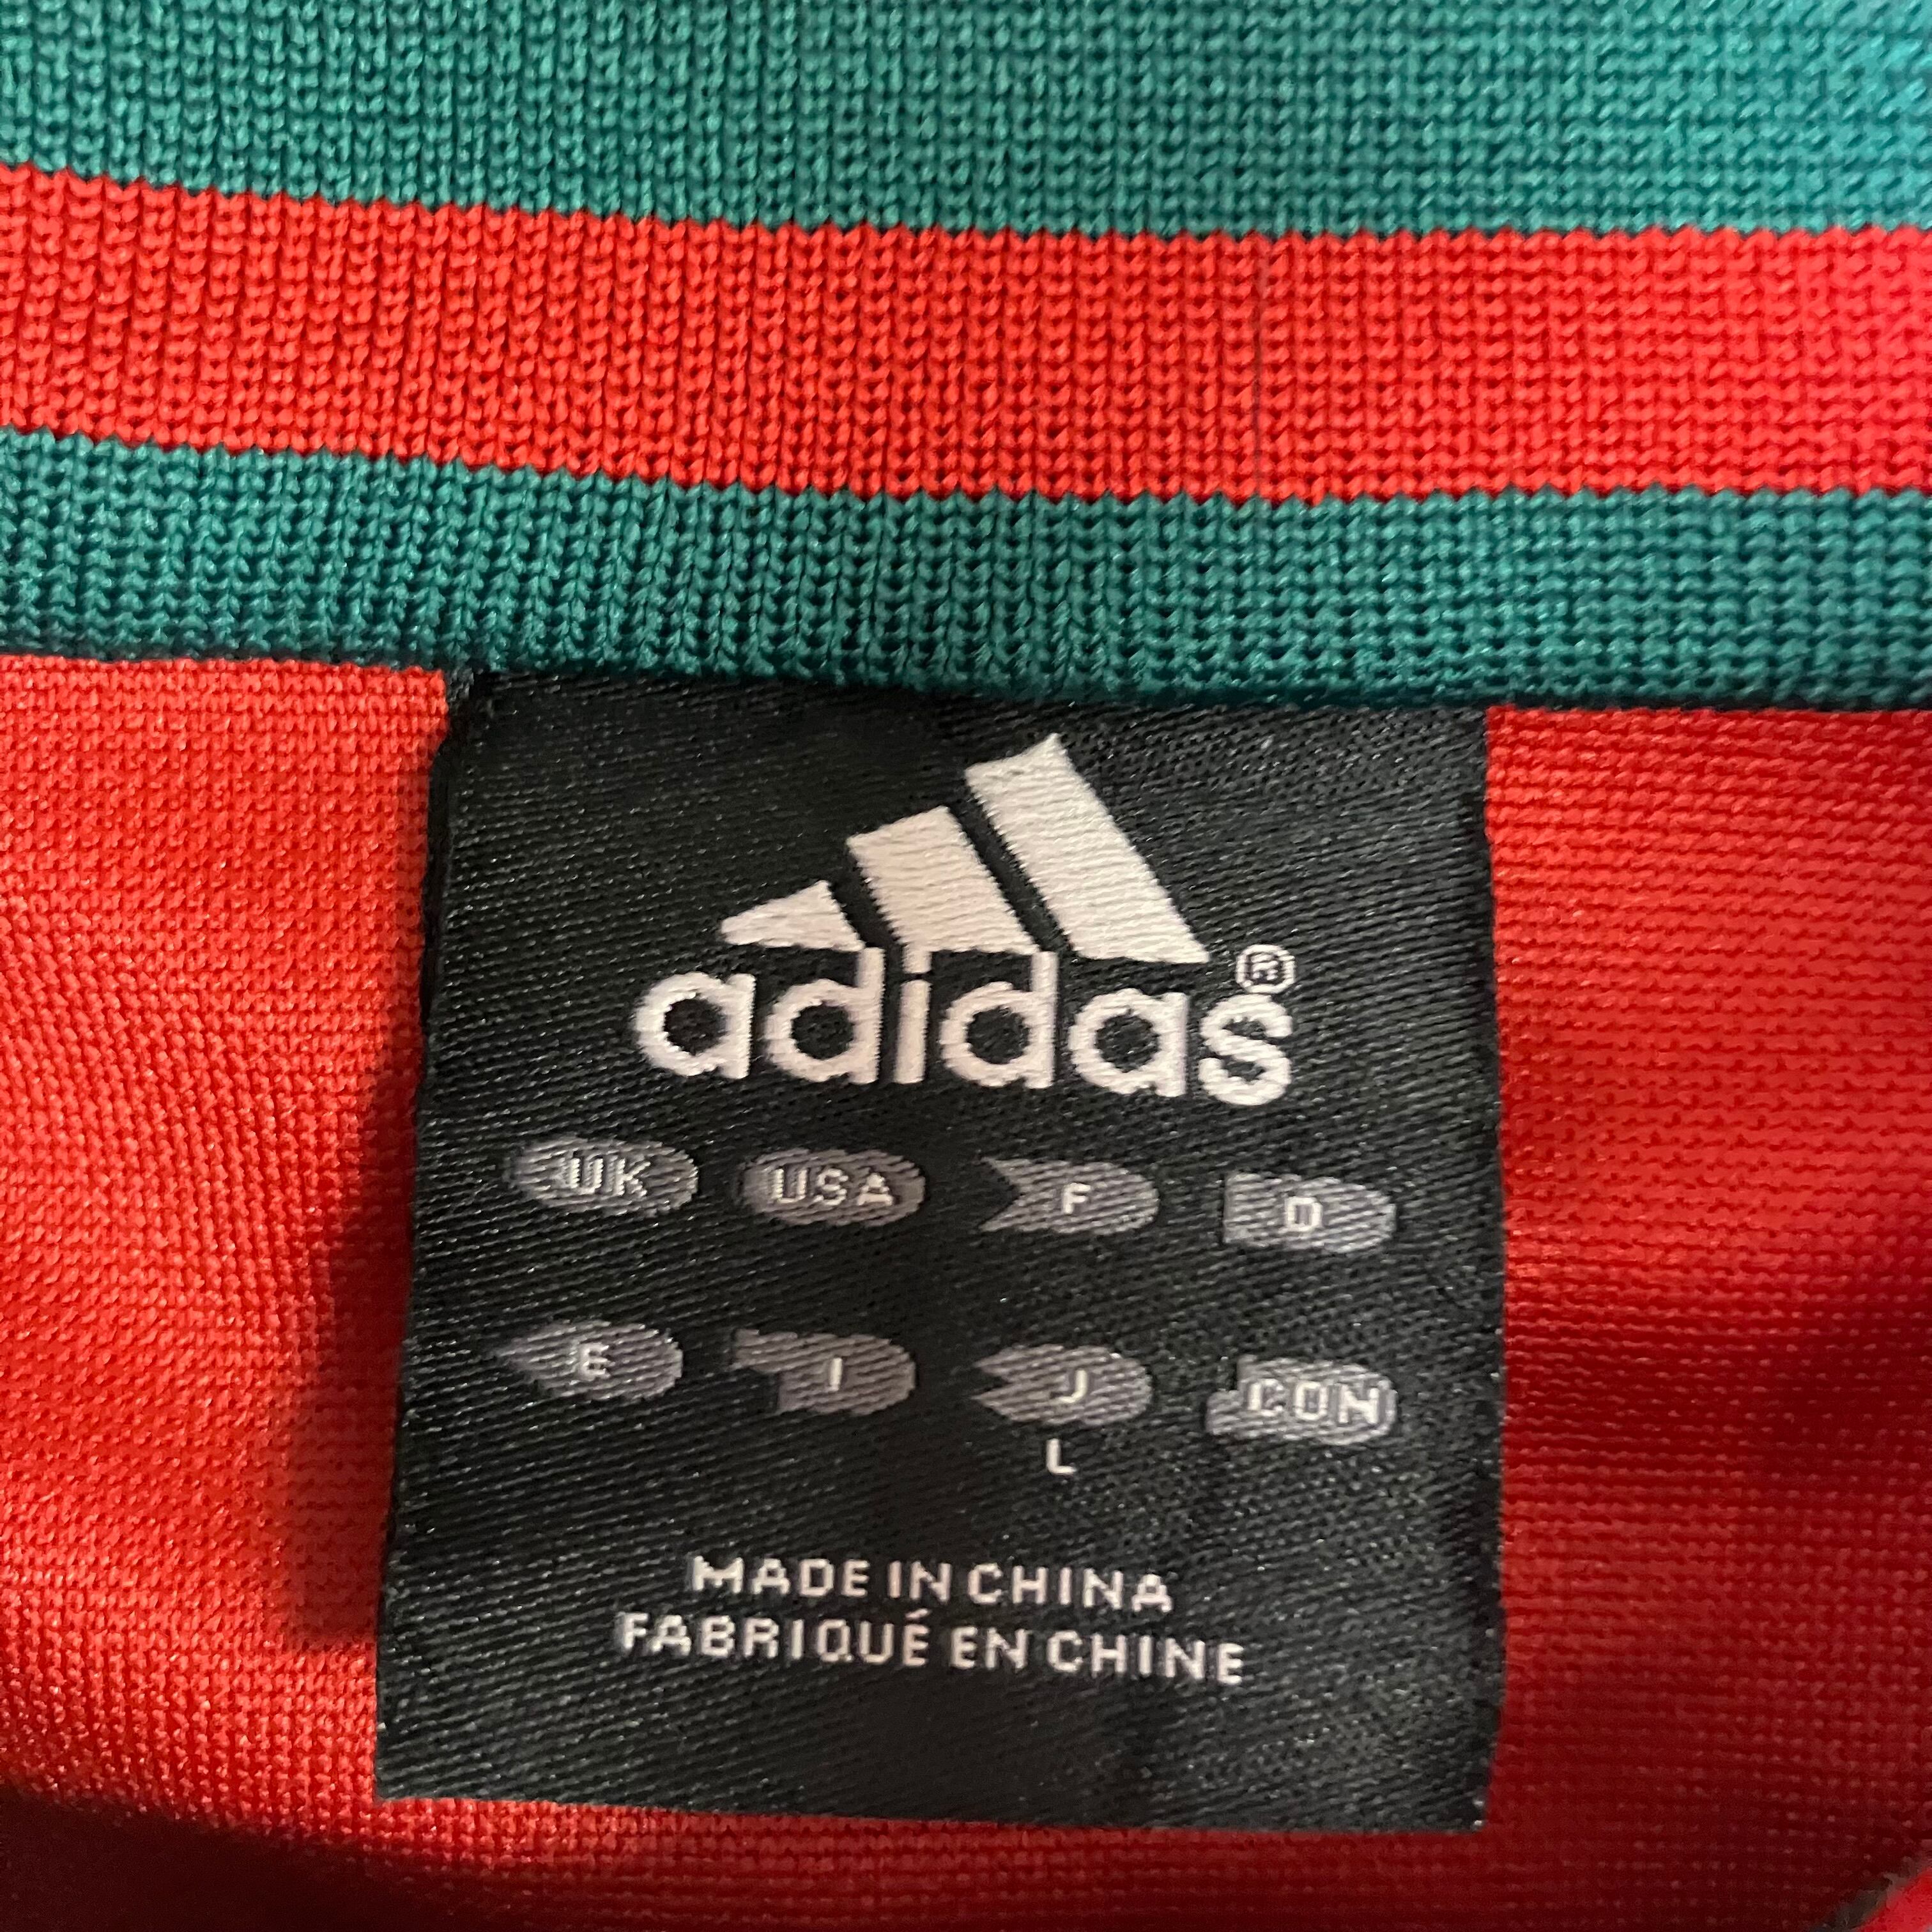 adidas®
UK USA F D
E I J CON
L
MADE IN CHINA
FABRIQUÉ EN CHINE